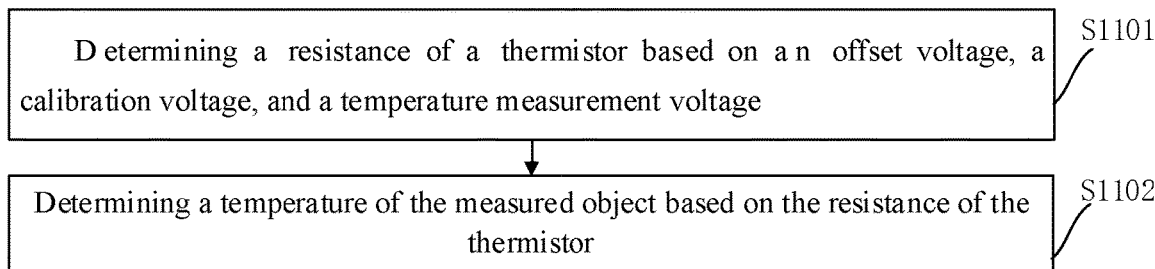 Determining a resistance of a thermistor based on an offset voltage, a
S1101
calibration voltage, and a temperature measurement voltage
Determining a temperature of the measured object based on the resistance of the
S1102
thermistor